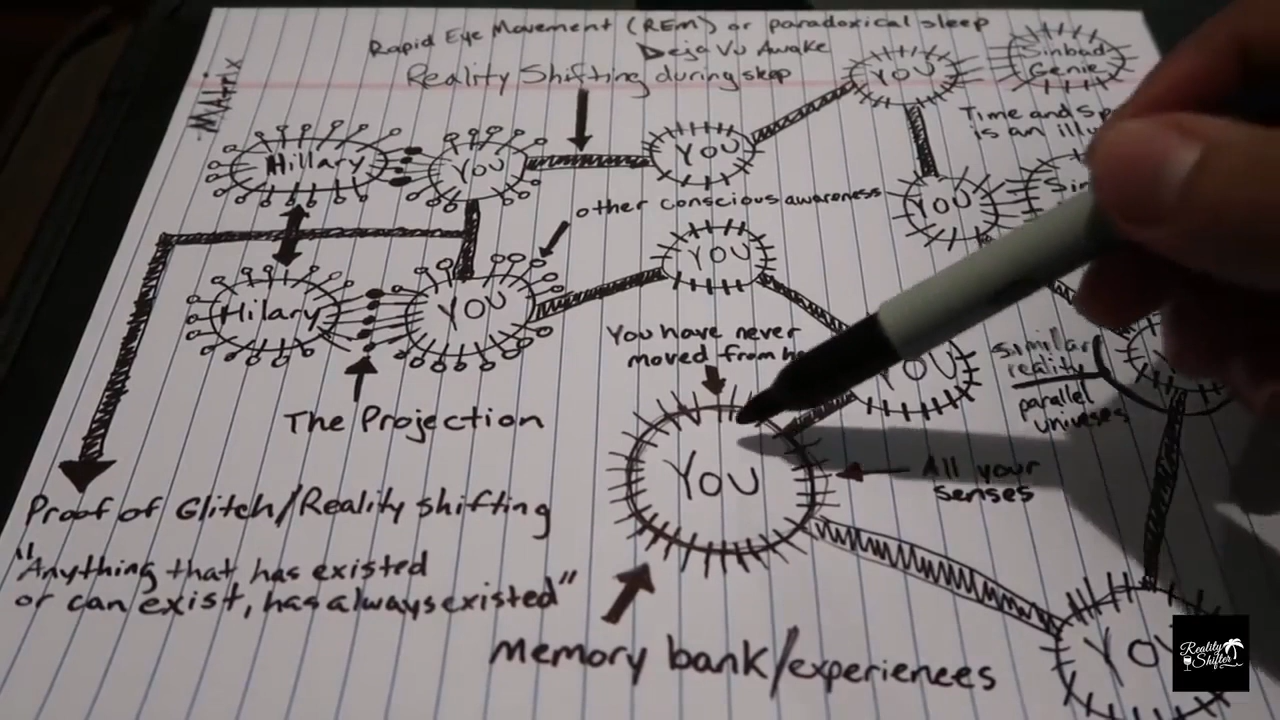 Rapid Eye Movement (REM) or paradoxical sleep
Deja Vu Awake
Reality Shifting during sleep
Matrix
YOU
Sinbad
Genie
Time and
is an
Hillary
YOU
YOU
YOU
other conscious awareness
YOU
Hilary
YOU
You have never
moved from
YOU
similar
reality
parallel
universes
The Projection
YOU
All your
senses
Proof of Glitch/Reality shifting
"Anything that has existed
or can exist, has always existed"
Memory bank/experiences
YOU
Reality
Shifter